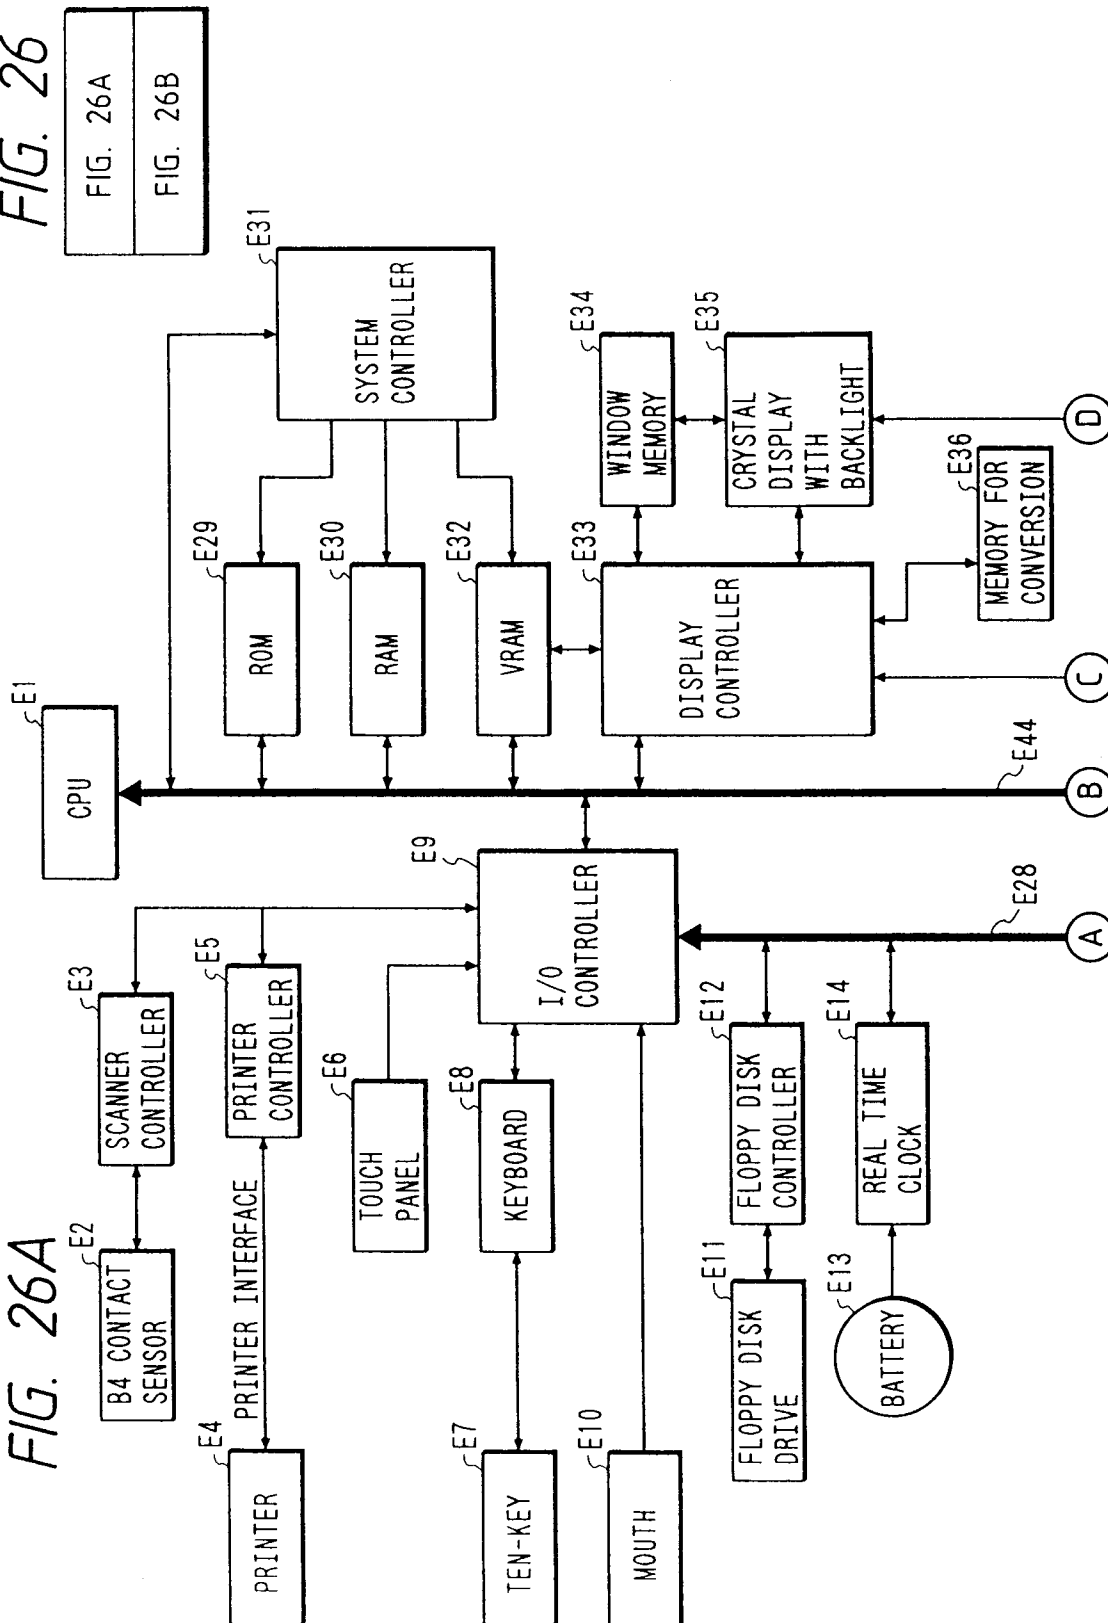 FIG. 26A
FIG. 26
FIG. 26A
FIG. 26B
CPU
E1
B4 CONTACT
SENSOR
E2
SCANNER
CONTROLLER
E3
PRINTER
E4
PRINTER INTERFACE
PRINTER
CONTROLLER
E5
TOUCH
PANEL
E6
TEN-KEY
E7
KEYBOARD
E8
I/O
CONTROLLER
E9
MOUTH
E10
FLOPPY DISK
DRIVE
E11
FLOPPY DISK
CONTROLLER
E12
BATTERY
E13
REAL TIME
CLOCK
E14
E28
A
ROM
E29
RAM
E30
SYSTEM
CONTROLLER
E31
VRAM
E32
DISPLAY
CONTROLLER
E33
WINDOW
MEMORY
E34
CRYSTAL
DISPLAY
WITH
BACKLIGHT
E35
MEMORY FOR
CONVERSION
E36
E44
B
C
D